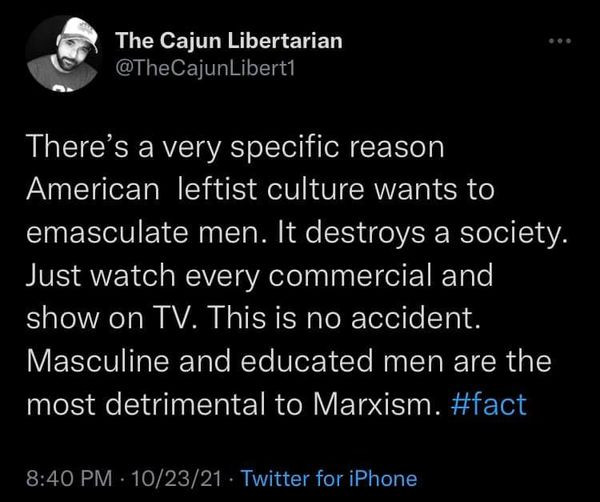 The Cajun Libertarian
@TheCajunLibert1
There's a very specific reason
American leftist culture wants to
emasculate men. It destroys a society.
Just watch every commercial and
show on TV. This is no accident.
Masculine and educated men are the
most detrimental to Marxism. #fact
8:40 PM · 10/23/21 · Twitter for iPhone